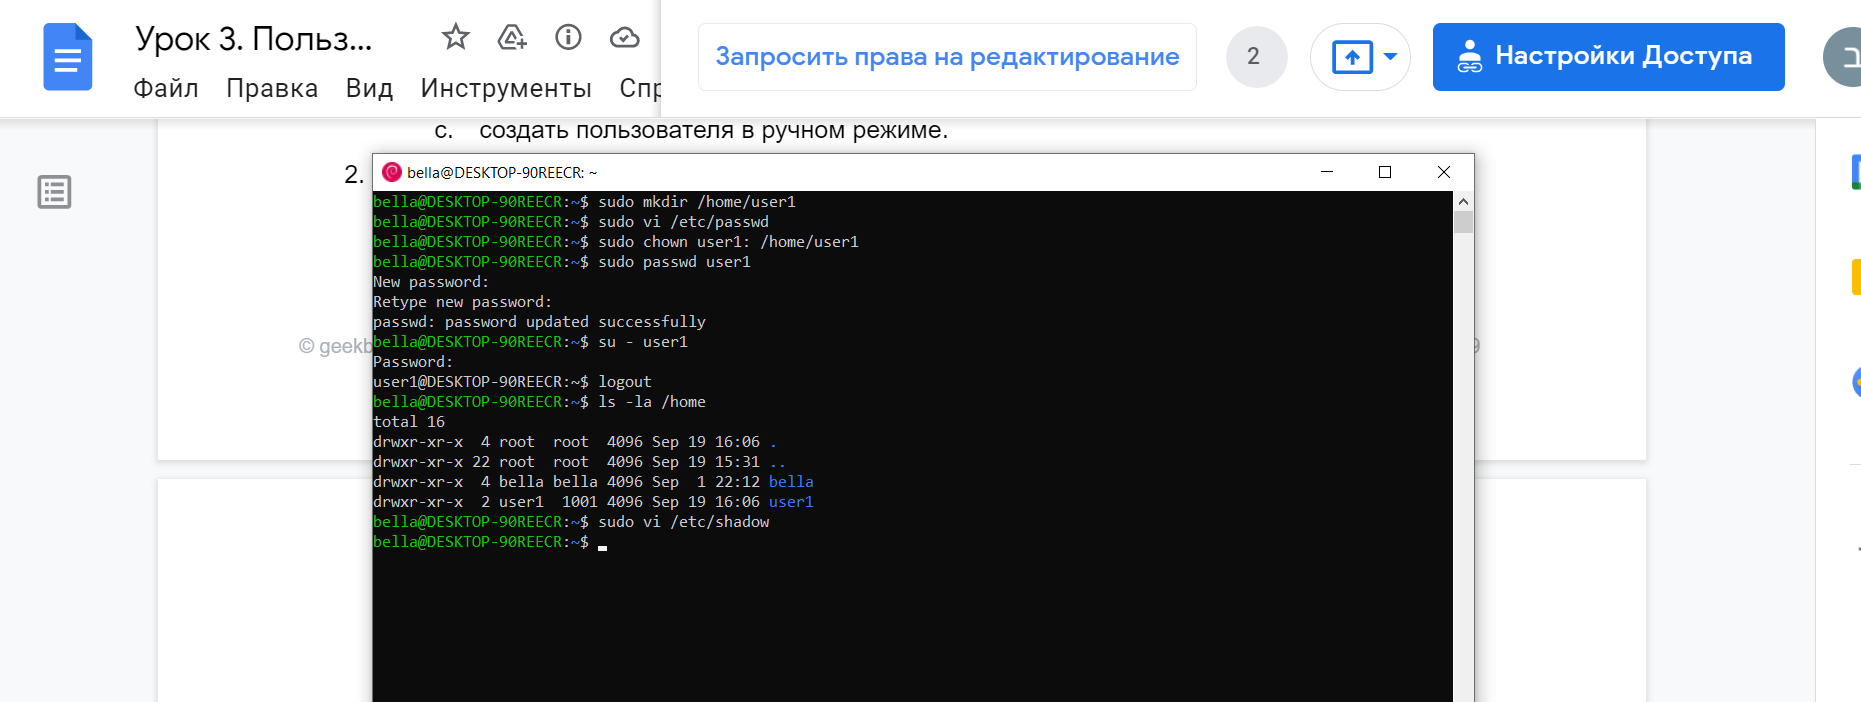 Урок 3. Польз...
Файл Правка Вид Инструменты Спр
Запросить права на редактирование
2
Настройки Доступа
c. создать пользователя в ручном режиме.
2.
bella@DESKTOP-90REECR: ~
bella@DESKTOP-90REECR:~$ sudo mkdir /home/user1
bella@DESKTOP-90REECR:~$ sudo vi /etc/passwd
bella@DESKTOP-90REECR:~$ sudo chown user1: /home/user1
bella@DESKTOP-90REECR:~$ sudo passwd user1
New password:
Retype new password:
passwd: password updated successfully
bella@DESKTOP-90REECR:~$ su - user1
Password:
user1@DESKTOP-90REECR:~$ logout
bella@DESKTOP-90REECR:~$ ls -la /home
total 16
drwxr-xr-x  4 root  root  4096 Sep 19 16:06 .
drwxr-xr-x 22 root  root  4096 Sep 19 15:31 ..
drwxr-xr-x  4 bella bella 4096 Sep  1 22:12 bella
drwxr-xr-x  2 user1  1001 4096 Sep 19 16:06 user1
bella@DESKTOP-90REECR:~$ sudo vi /etc/shadow
bella@DESKTOP-90REECR:~$
© geekb